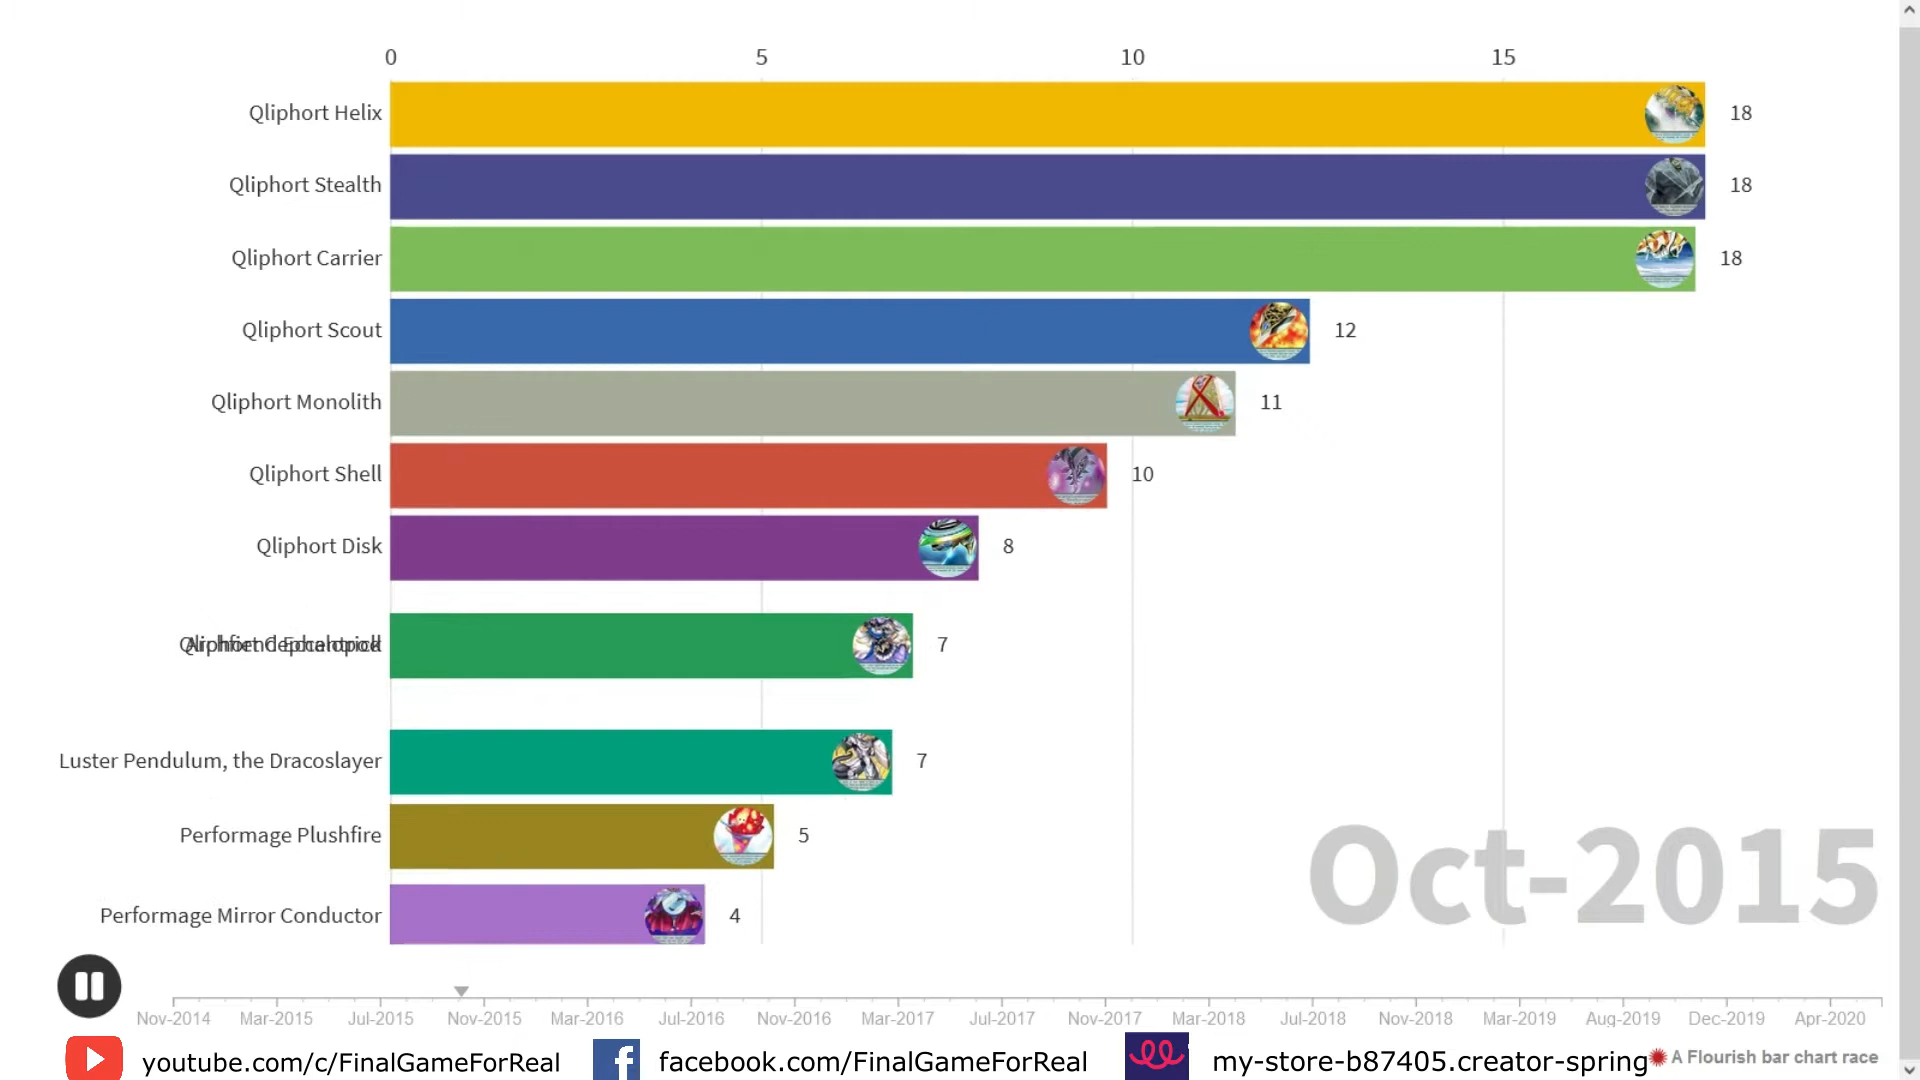 0 5 10 15
Qliphort Helix 18
Qliphort Stealth 18
Qliphort Carrier 18
Qliphort Scout 12
Qliphort Monolith 11
Qliphort Shell 10
Qliphort Disk 8
7
Luster Pendulum, the Dracoslayer 7
Performage Plushfire 5
Performage Mirror Conductor 4
Oct-2015
Nov-2014 Mar-2015 Jul-2015 Nov-2015 Mar-2016 Jul-2016 Nov-2016 Mar-2017 Jul-2017 Nov-2017 Mar-2018 Jul-2018 Nov-2018 Mar-2019 Aug-2019 Dec-2019 Apr-2020
youtube.com/c/FinalGameForReal facebook.com/FinalGameForReal my-store-b87405.creator-spring A Flourish bar chart race